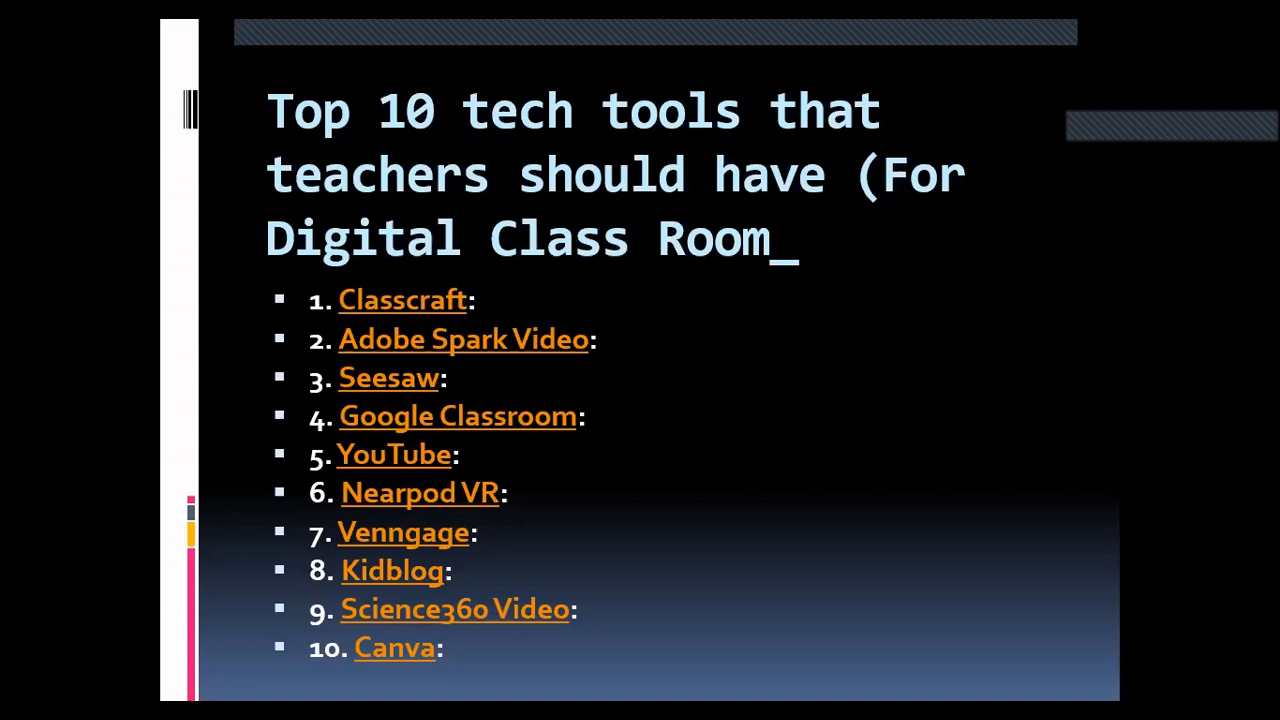 Top 10 tech tools that
teachers should have (For
Digital Class Room_
1. Classcraft:
2. Adobe Spark Video:
3. Seesaw:
4. Google Classroom:
5. YouTube:
6. Nearpod VR:
7. Venngage:
8. Kidblog:
9. Science360 Video:
10. Canva: